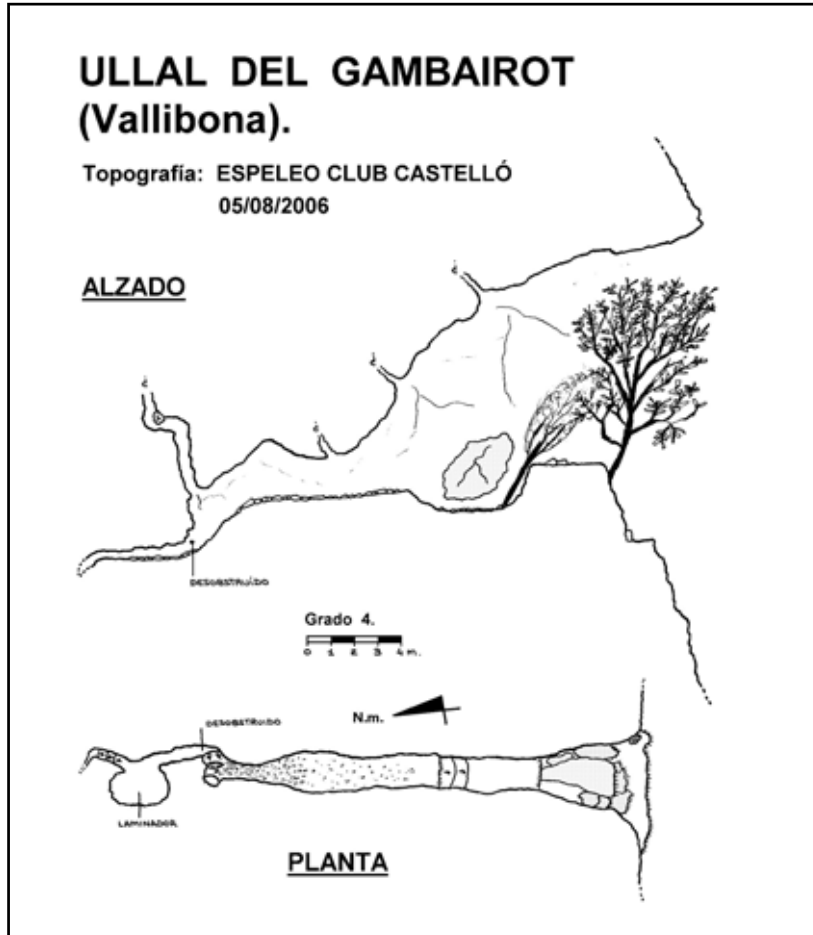 ULLAL DEL GAMBAIROT
(Vallibona).
Topografía: ESPELEO CLUB CASTELLÓ
05/08/2006
ALZADO
¿
¿
¿
¿
DESOBSTRUÍDO
Grado 4.
0 1 2 3 4 m.
N.m.
DESOBSTRUIDO
LAMINADOR
PLANTA